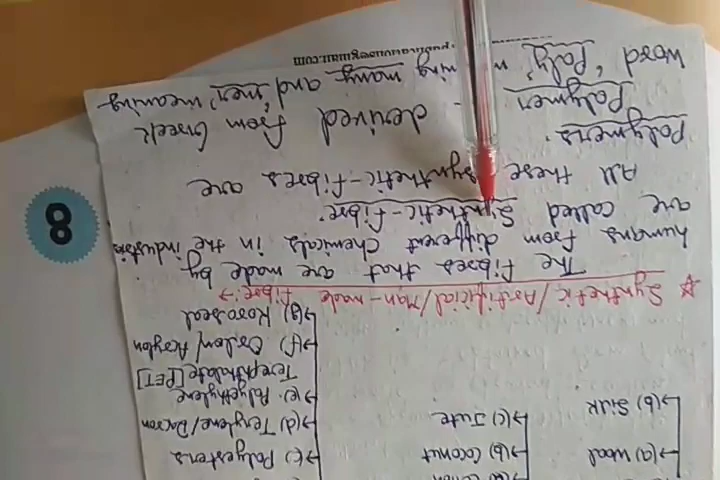 →(a) Wool
→(b) Silk
→(b) Coconut
→(c) Jute
→(c) Polyesters
→(d) Terylene/Dacron
→(e) Polyethylene
Terephthalate [PET]
→(f) Orlon/Acrylon
→(g)
☆ Synthetic/Artificial/Man-made Fibre:→
The Fibres that are made by
humans from different chemicals in the
are called "Synthetic-Fibre".
All these synthetic-fibres are
Polymers.
Polymer - derived from Greek
word "Poly" many and "mer" meaning
8